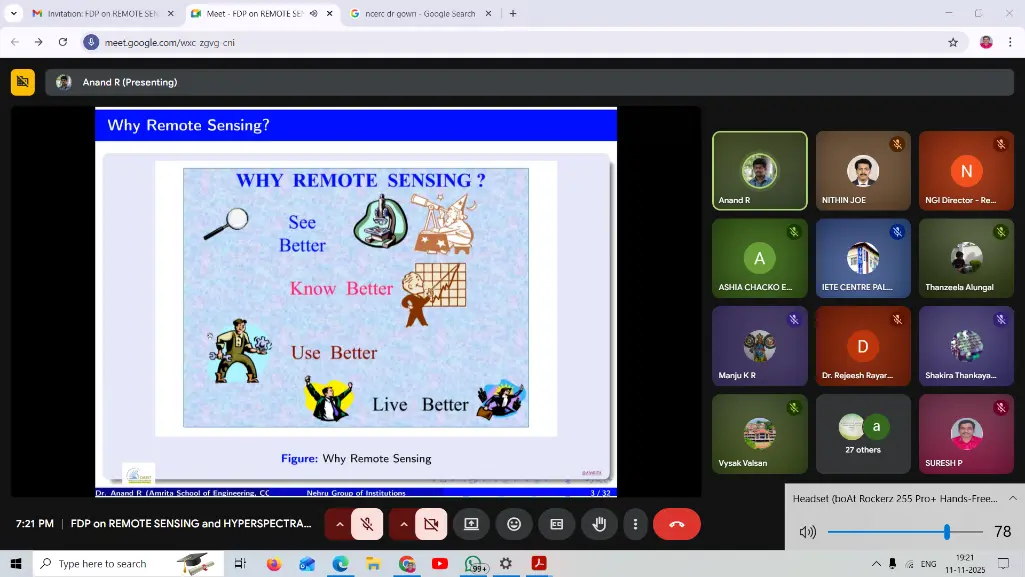 Invitation: FDP on REMOTE SEN
Meet - FDP on REMOTE SEN
ncerc dr gowri - Google Search
meet.google.com/wxc-zgvg-cni
Anand R (Presenting)
Why Remote Sensing?
WHY REMOTE SENSING ?
See
Better
Know Better
Use Better
Live Better
Figure: Why Remote Sensing
Dr. Anand R (Amrita School of Engineering, CC
Nehru Group of Institutions
3 / 32
Anand R
NITHIN JOE
N
NGI Director - Re...
A
ASHIA CHACKO E...
IETE CENTRE PAL...
Thanzeela Alungal
Manju K R
D
Dr. Rejeesh Rayar...
Shakira Thankaya...
Vysak Valsan
a
27 others
SURESH P
7:21 PM | FDP on REMOTE SENSING and HYPERSPECTRA...
Headset (boAt Rockerz 255 Pro+ Hands-Free...
78
Type here to search
99+
ENG
19:21
11-11-2025